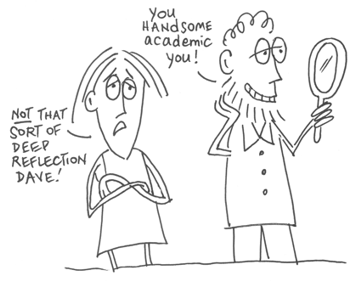 YOU
HANDSOME
academic
you!
NOT THAT
SORT OF
DEEP
REFLECTION
DAVE!